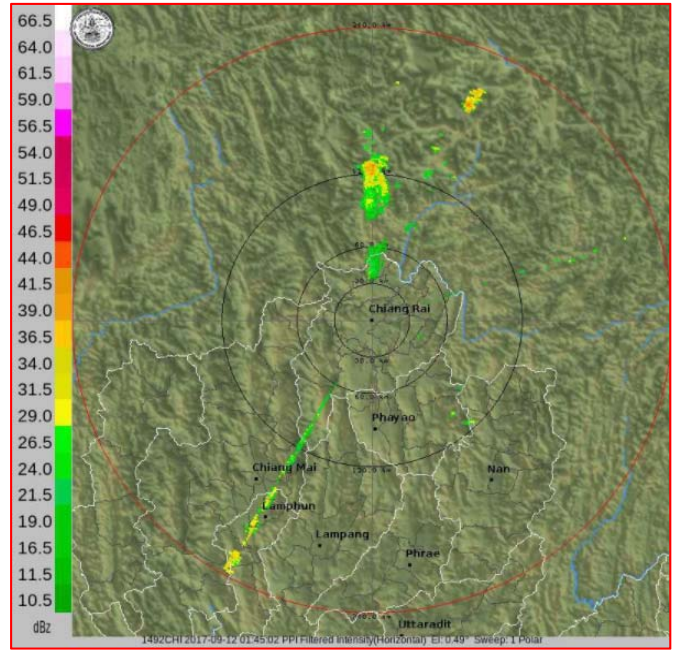 66.5
64.0
61.5
59.0
56.5
54.0
51.5
49.0
46.5
44.0
41.5
39.0
36.5
34.0
31.5
29.0
26.5
24.0
21.5
19.0
16.5
11.5
10.5
dBz
Chiang Rai
Phayao
Chiang Mai
Nan
Lamphun
Lampang
Phrae
Uttaradit
1492CHI 2017-09-12 01:45:02 PPI Filtered Intensity(Horizontal) El: 0.49° Sweep: 1 Polar